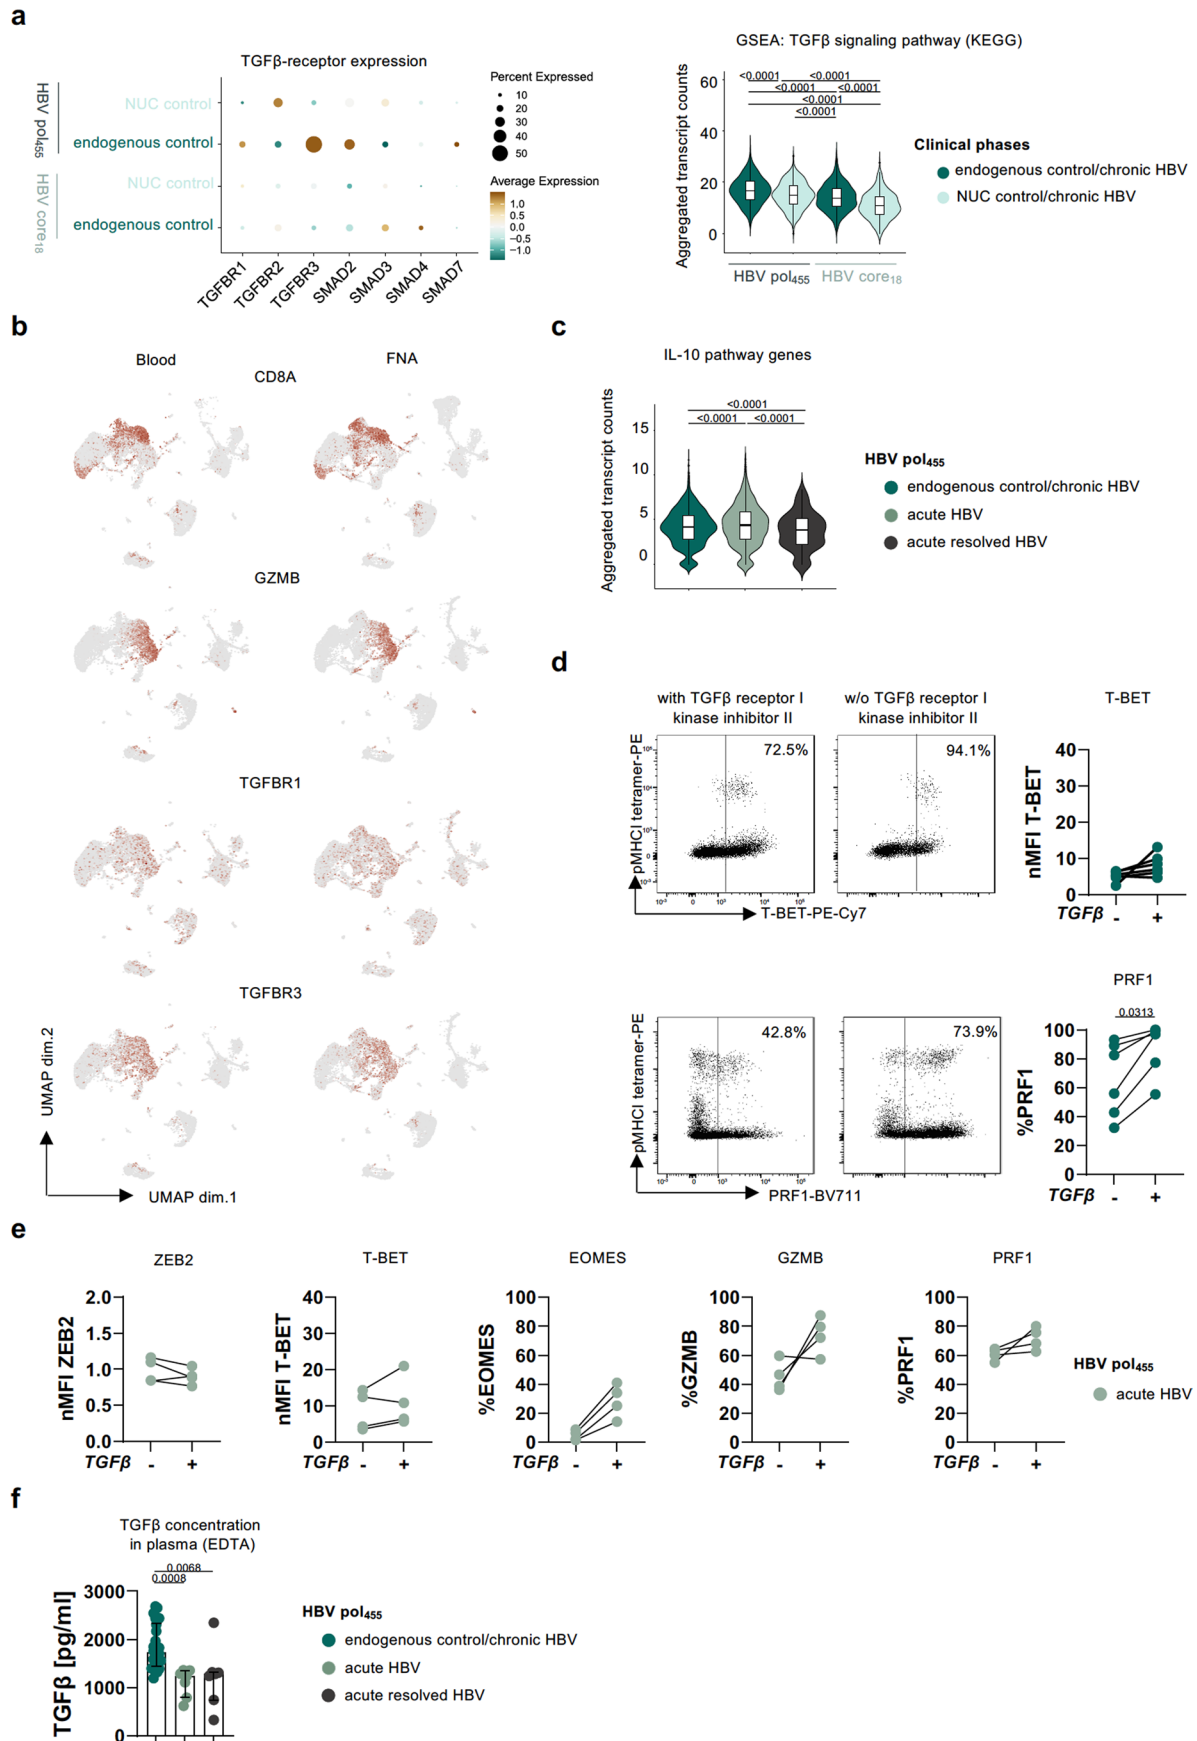 a
TGFβ-receptor expression
HBV pol455
HBV core18
NUC control
endogenous control
NUC control
endogenous control
TGFBR1
TGFBR2
TGFBR3
SMAD2
SMAD3
SMAD4
SMAD7
Percent Expressed
10
20
30
40
50
Average Expression
1.0
0.5
0.0
−0.5
−1.0
GSEA: TGFβ signaling pathway (KEGG)
Aggregated transcript counts
60
40
20
0
<0.0001 <0.0001
<0.0001 <0.0001
<0.0001
<0.0001
HBV pol455 HBV core18
Clinical phases
endogenous control/chronic HBV
NUC control/chronic HBV
b
Blood FNA
CD8A
GZMB
TGFBR1
TGFBR3
UMAP dim.2
UMAP dim.1
c
IL-10 pathway genes
Aggregated transcript counts
15
10
5
0
<0.0001
<0.0001 <0.0001
HBV pol455
endogenous control/chronic HBV
acute HBV
acute resolved HBV
d
with TGFβ receptor I
kinase inhibitor II
w/o TGFβ receptor I
kinase inhibitor II
72.5%
94.1%
pMHCI tetramer-PE
T-BET-PE-Cy7
T-BET
nMFI T-BET
40
30
20
10
0
TGFβ - +
42.8%
73.9%
pMHCI tetramer-PE
PRF1-BV711
PRF1
0.0313
%PRF1
100
80
60
40
20
0
TGFβ - +
e
ZEB2
nMFI ZEB2
2.0
1.5
1.0
0.5
0.0
TGFβ - +
T-BET
nMFI T-BET
40
30
20
10
0
TGFβ - +
EOMES
%EOMES
100
80
60
40
20
0
TGFβ - +
GZMB
%GZMB
100
80
60
40
20
0
TGFβ - +
PRF1
%PRF1
100
80
60
40
20
0
TGFβ - +
HBV pol455
acute HBV
f
TGFβ concentration
in plasma (EDTA)
0.0068
0.0008
TGFβ [pg/ml]
3000
2000
1000
0
HBV pol455
endogenous control/chronic HBV
acute HBV
acute resolved HBV